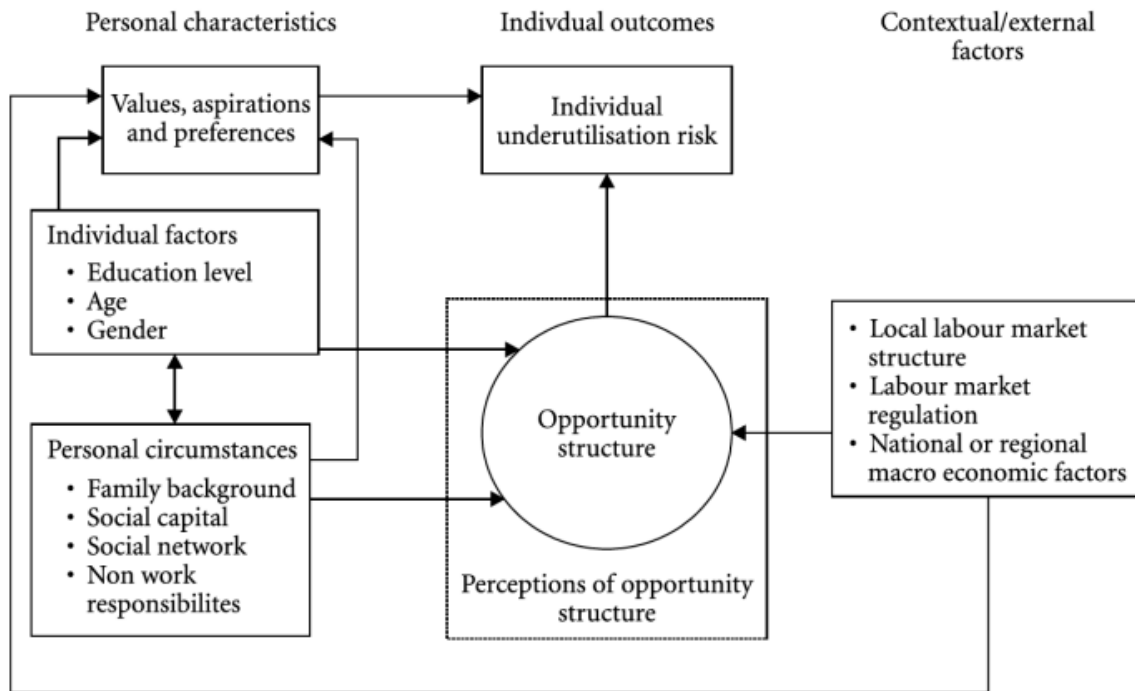 Personal characteristics
Indivdual outcomes
Contextual/external
factors
Values, aspirations
and preferences
Individual
underutilisation risk
Individual factors
• Education level
• Age
• Gender
Personal circumstances
• Family background
• Social capital
• Social network
• Non work
responsibilites
Opportunity
structure
Perceptions of opportunity
structure
• Local labour market
structure
• Labour market
regulation
• National or regional
macro economic factors